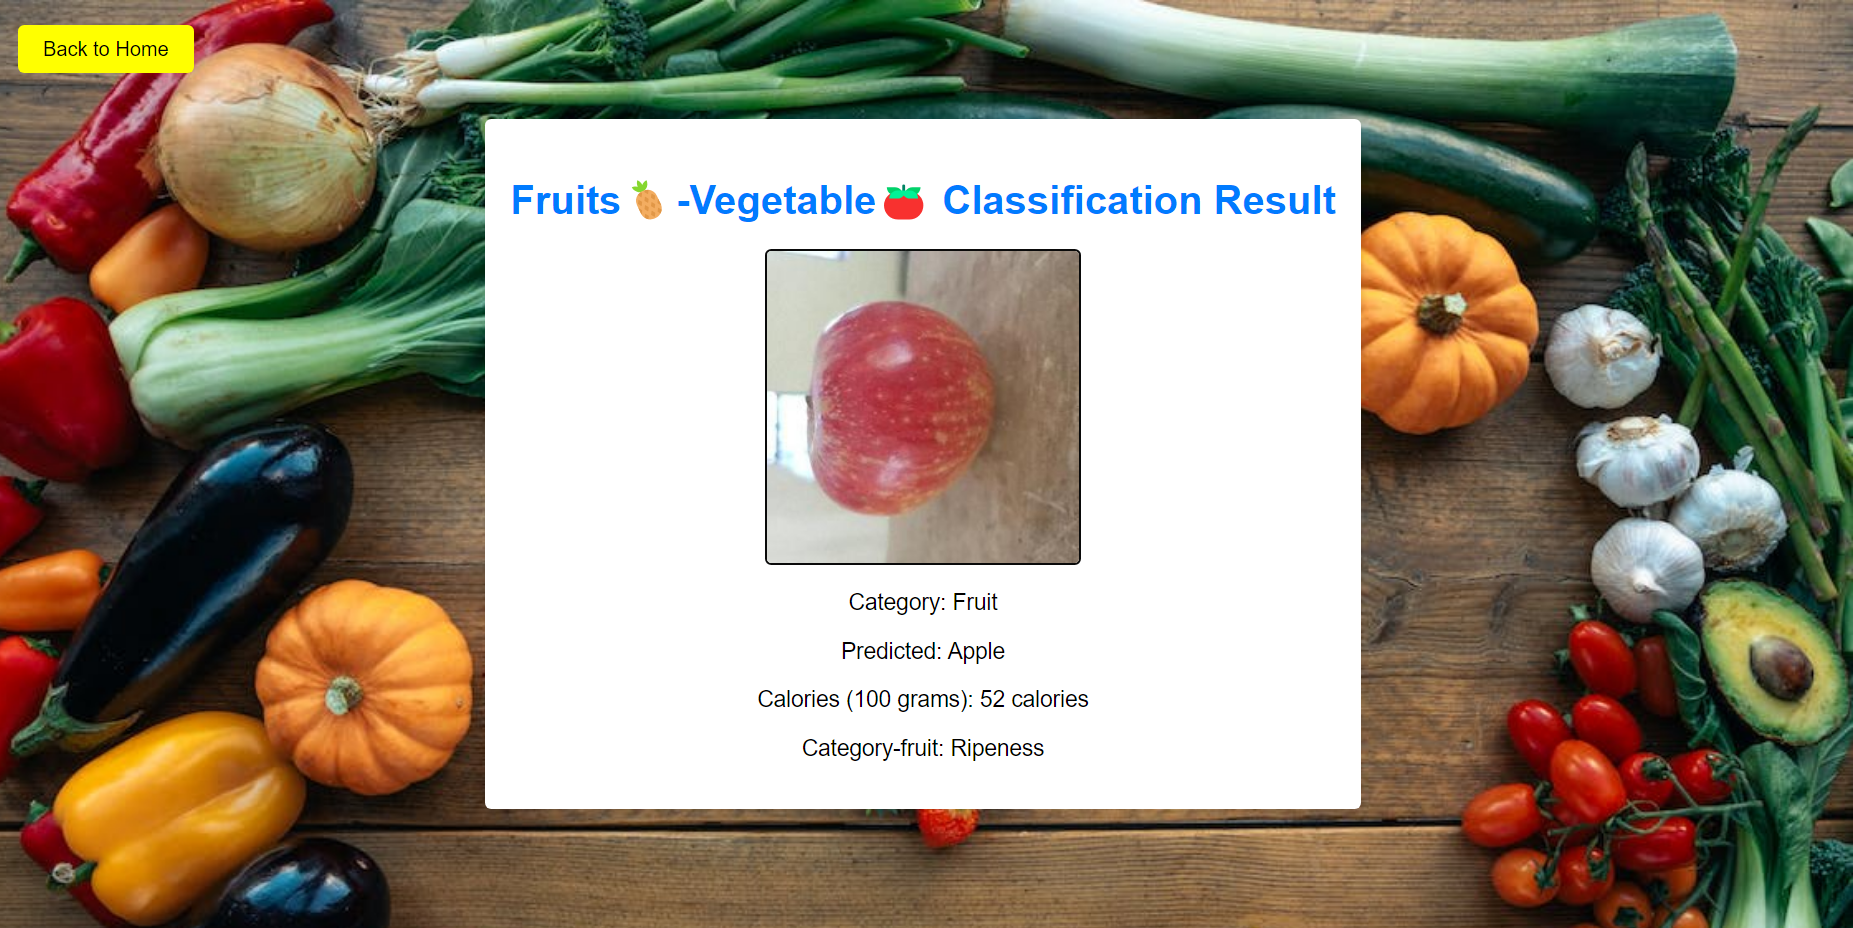 Back to Home
Fruits🍍 -Vegetable🍅 Classification Result
Category: Fruit
Predicted: Apple
Calories (100 grams): 52 calories
Category-fruit: Ripeness